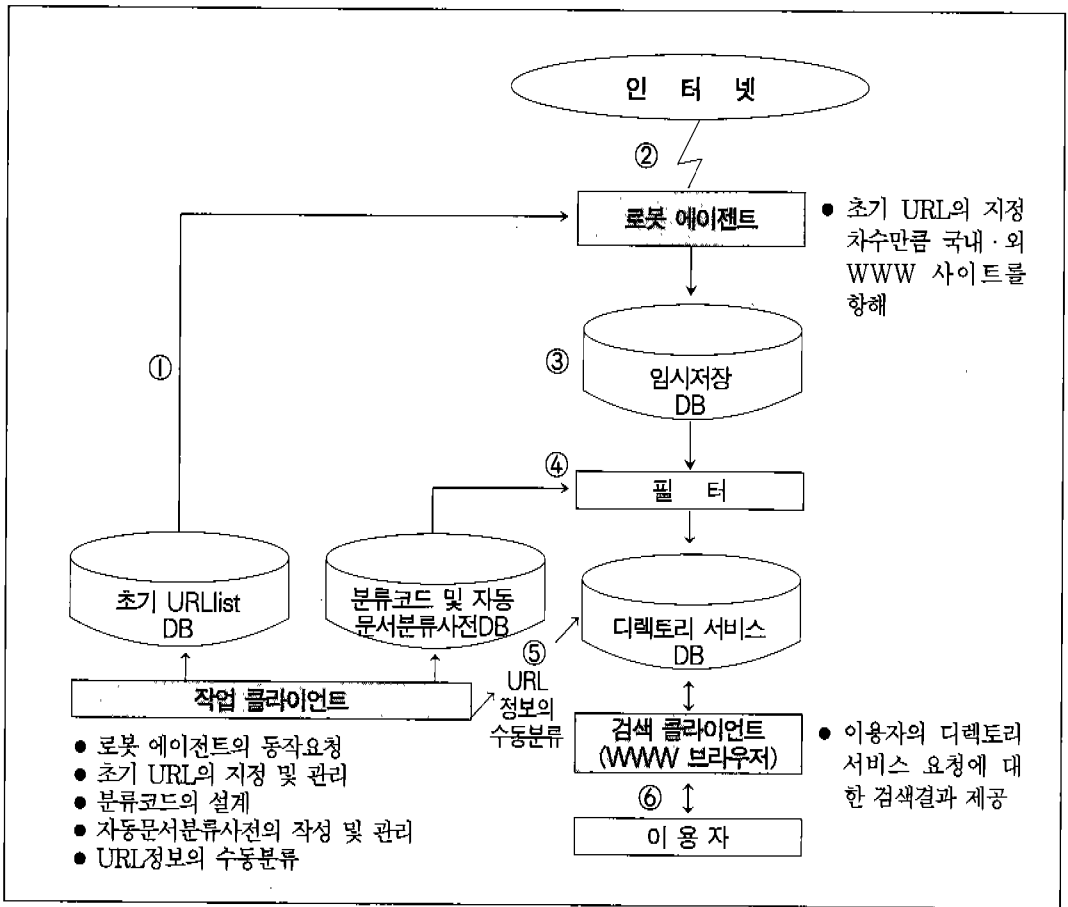 인 터 넷
②
로봇 에이젠트
● 초기 URL의 지정
차수만큼 국내 · 외
WWW 사이트를
항해
①
③
임시저장
DB
④
필 터
초기 URLlist
DB
분류코드 및 자동
문서분류사전DB
디렉토리 서비스
DB
⑤
URL
정보의
수동분류
작업 클라이언트
● 로봇 에이전트의 동작요청
● 초기 URL의 지정 및 관리
● 분류코드의 설계
● 자동문서분류사전의 작성 및 관리
● URL정보의 수동분류
검색 클라이언트
(WWW 브라우저)
● 이용자의 디렉토리
서비스 요청에 대
한 검색결과 제공
⑥
이 용 자